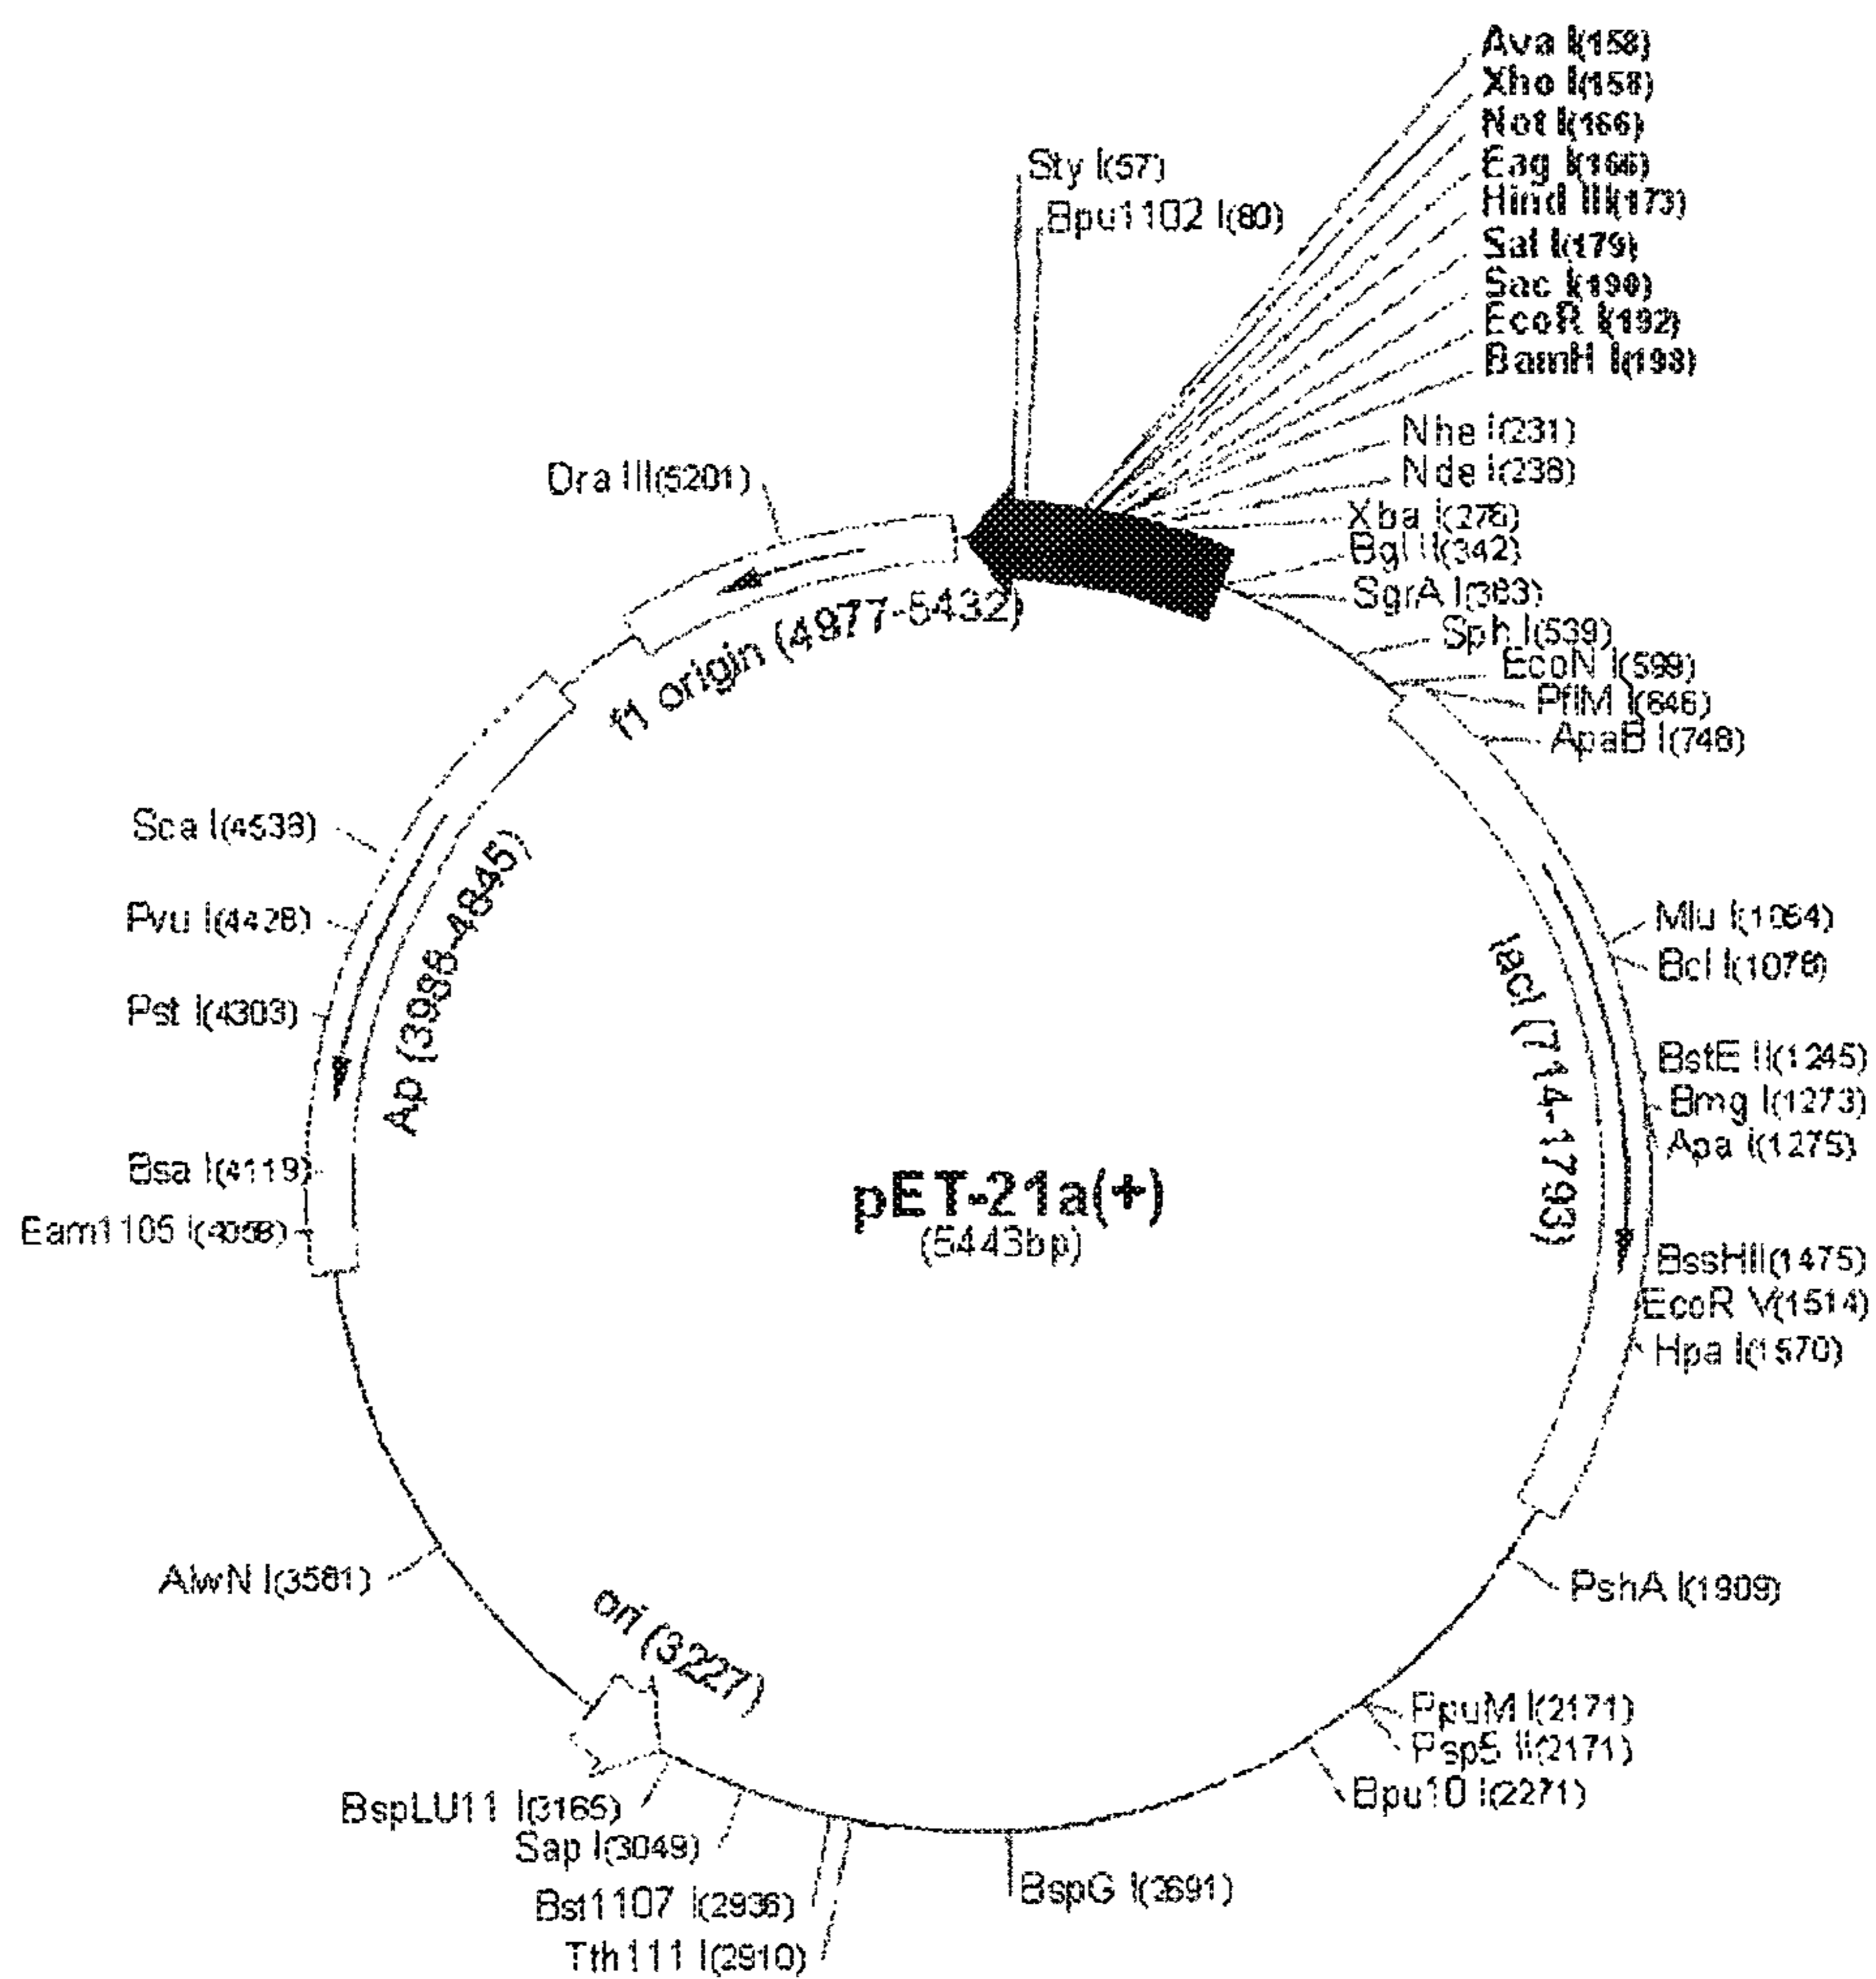 Ava I(158)
Xho I(158)
Not I(166)
Eag I(166)
Hind III(173)
Sal I(179)
Sac I(190)
EcoR I(192)
BamH I(198)
Sty I(57)
Bpu1102 I(80)
Nhe I(231)
Nde I(238)
Xba I(276)
Bgl II(342)
SgrA I(383)
Sph I(539)
EcoN I(599)
PflM I(646)
ApaB I(748)
Dra III(5201)
f1 origin (4977-5432)
Sca I(4538)
Pvu I(4428)
Pst I(4303)
Bsa I(4119)
Eam1105 I(4058)
Ap (3988-4845)
lacI (714-1793)
Mlu I(1064)
Bcl I(1078)
BstE II(1245)
Bmg I(1273)
Apa I(1275)
BssHII(1475)
EcoR V(1514)
Hpa I(1570)
pET-21a(+)
(5443bp)
AlwN I(3581)
ori (3227)
PshA I(1909)
PpuM I(2171)
Psp5 II(2171)
Bpu10 I(2271)
BspLU11 I(3165)
Sap I(3049)
Bst1107 I(2936)
Tth111 I(2910)
BspG I(2691)